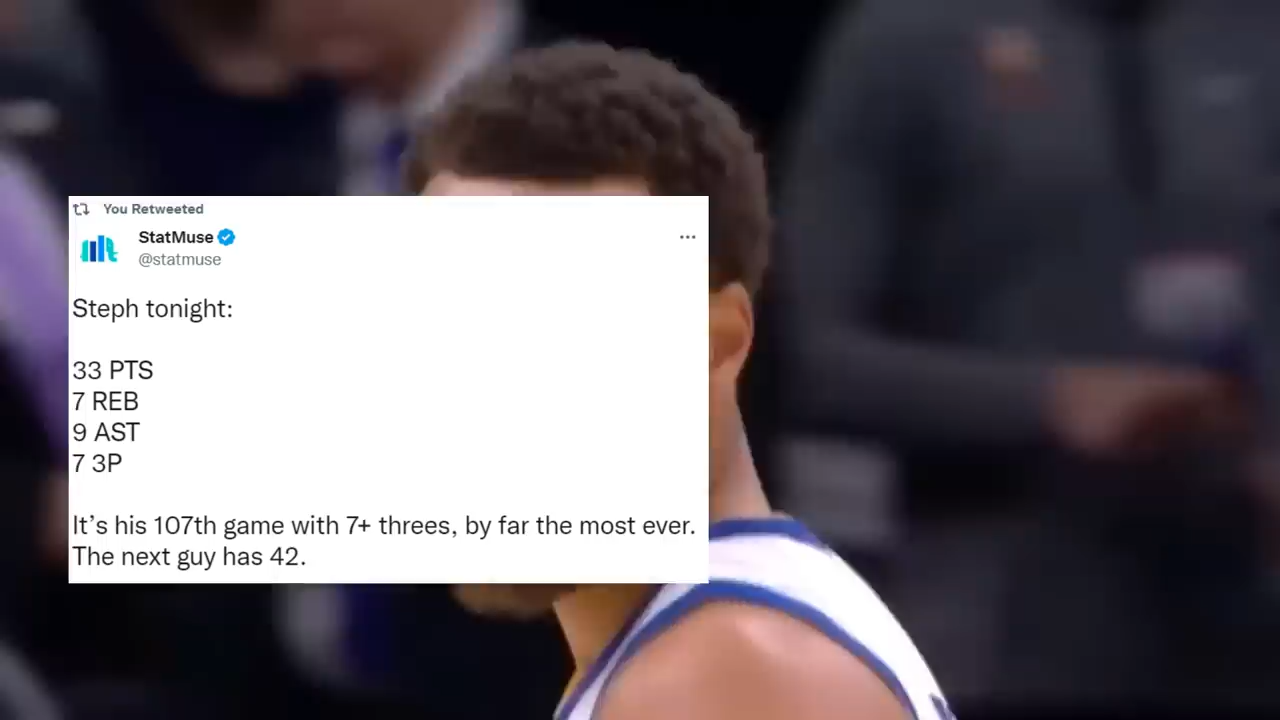 You Retweeted
StatMuse
@statmuse
Steph tonight:
33 PTS
7 REB
9 AST
7 3P
It’s his 107th game with 7+ threes, by far the most ever.
The next guy has 42.